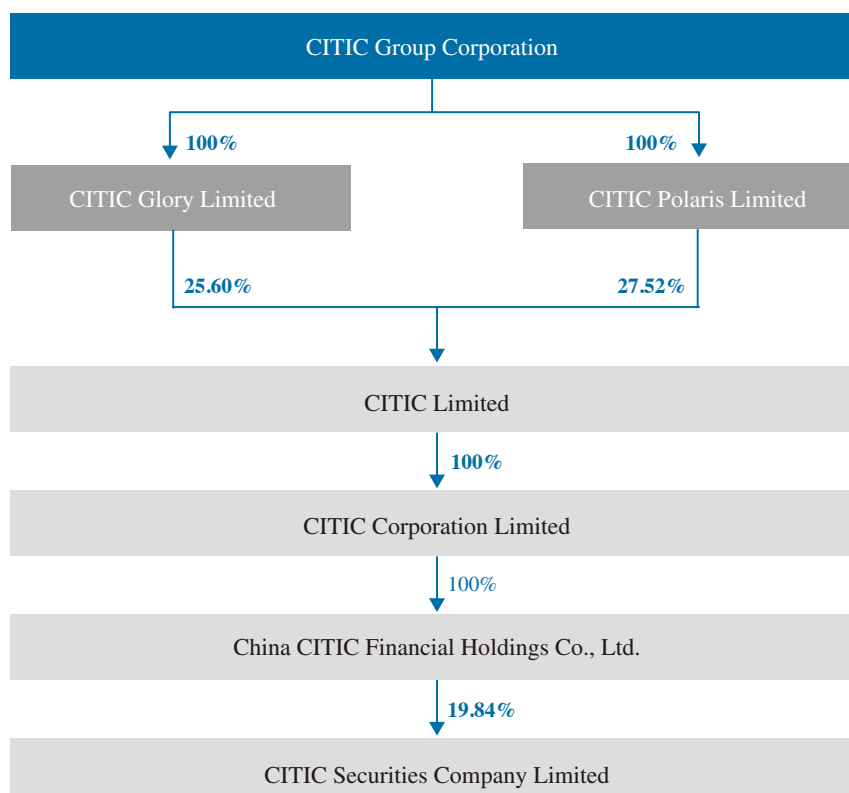 CITIC Group Corporation
100%
100%
CITIC Glory Limited
CITIC Polaris Limited
25.60%
27.52%
CITIC Limited
100%
CITIC Corporation Limited
100%
China CITIC Financial Holdings Co., Ltd.
19.84%
CITIC Securities Company Limited